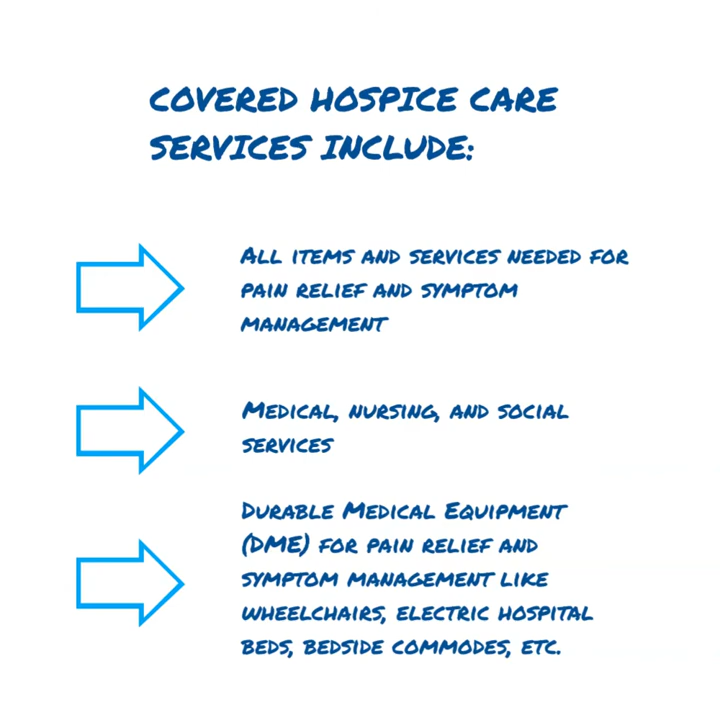 COVERED HOSPICE CARE
SERVICES INCLUDE:
ALL ITEMS AND SERVICES NEEDED FOR
PAIN RELIEF AND SYMPTOM
MANAGEMENT
MEDICAL, NURSING, AND SOCIAL
SERVICES
DURABLE MEDICAL EQUIPMENT
(DME) FOR PAIN RELIEF AND
SYMPTOM MANAGEMENT LIKE
WHEELCHAIRS, ELECTRIC HOSPITAL
BEDS, BEDSIDE COMMODES, ETC.